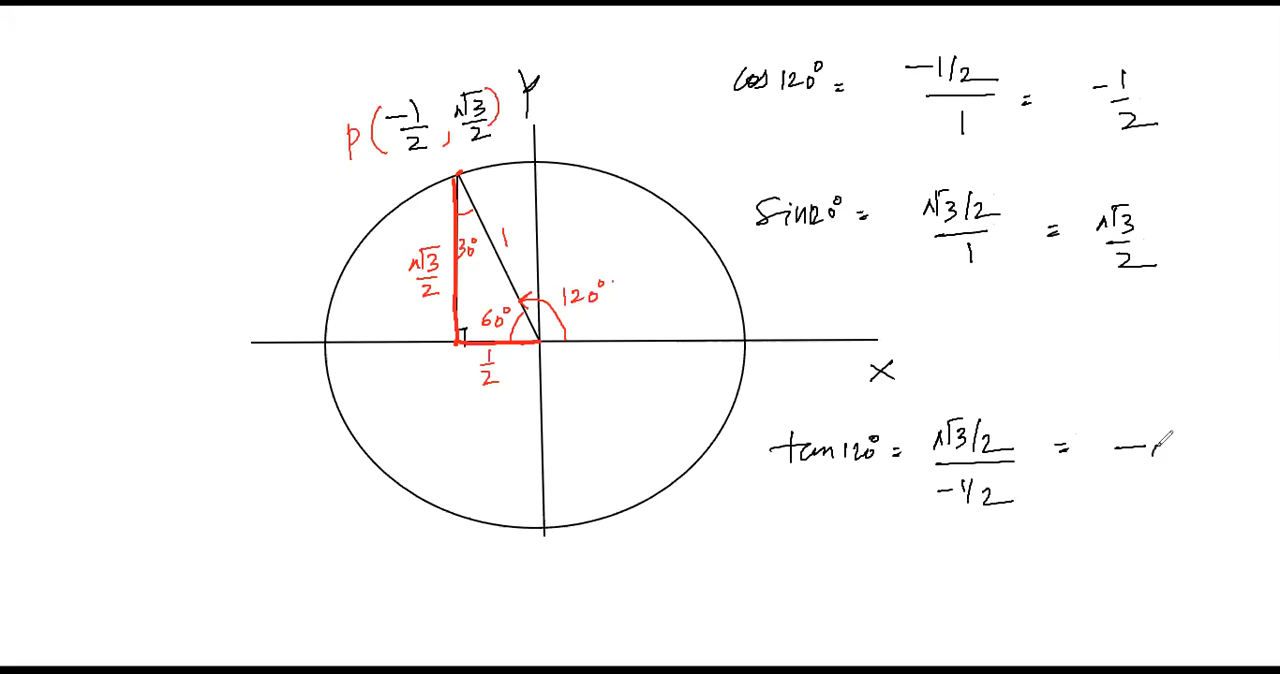 cos 120° = -1/2 / 1 = -1/2
Y
P(-1/2, √3/2)
sin 120° = √3/2 / 1 = √3/2
30° 1
√3/2
60° 120°
1/2
X
tan 120° = √3/2 / -1/2 = -